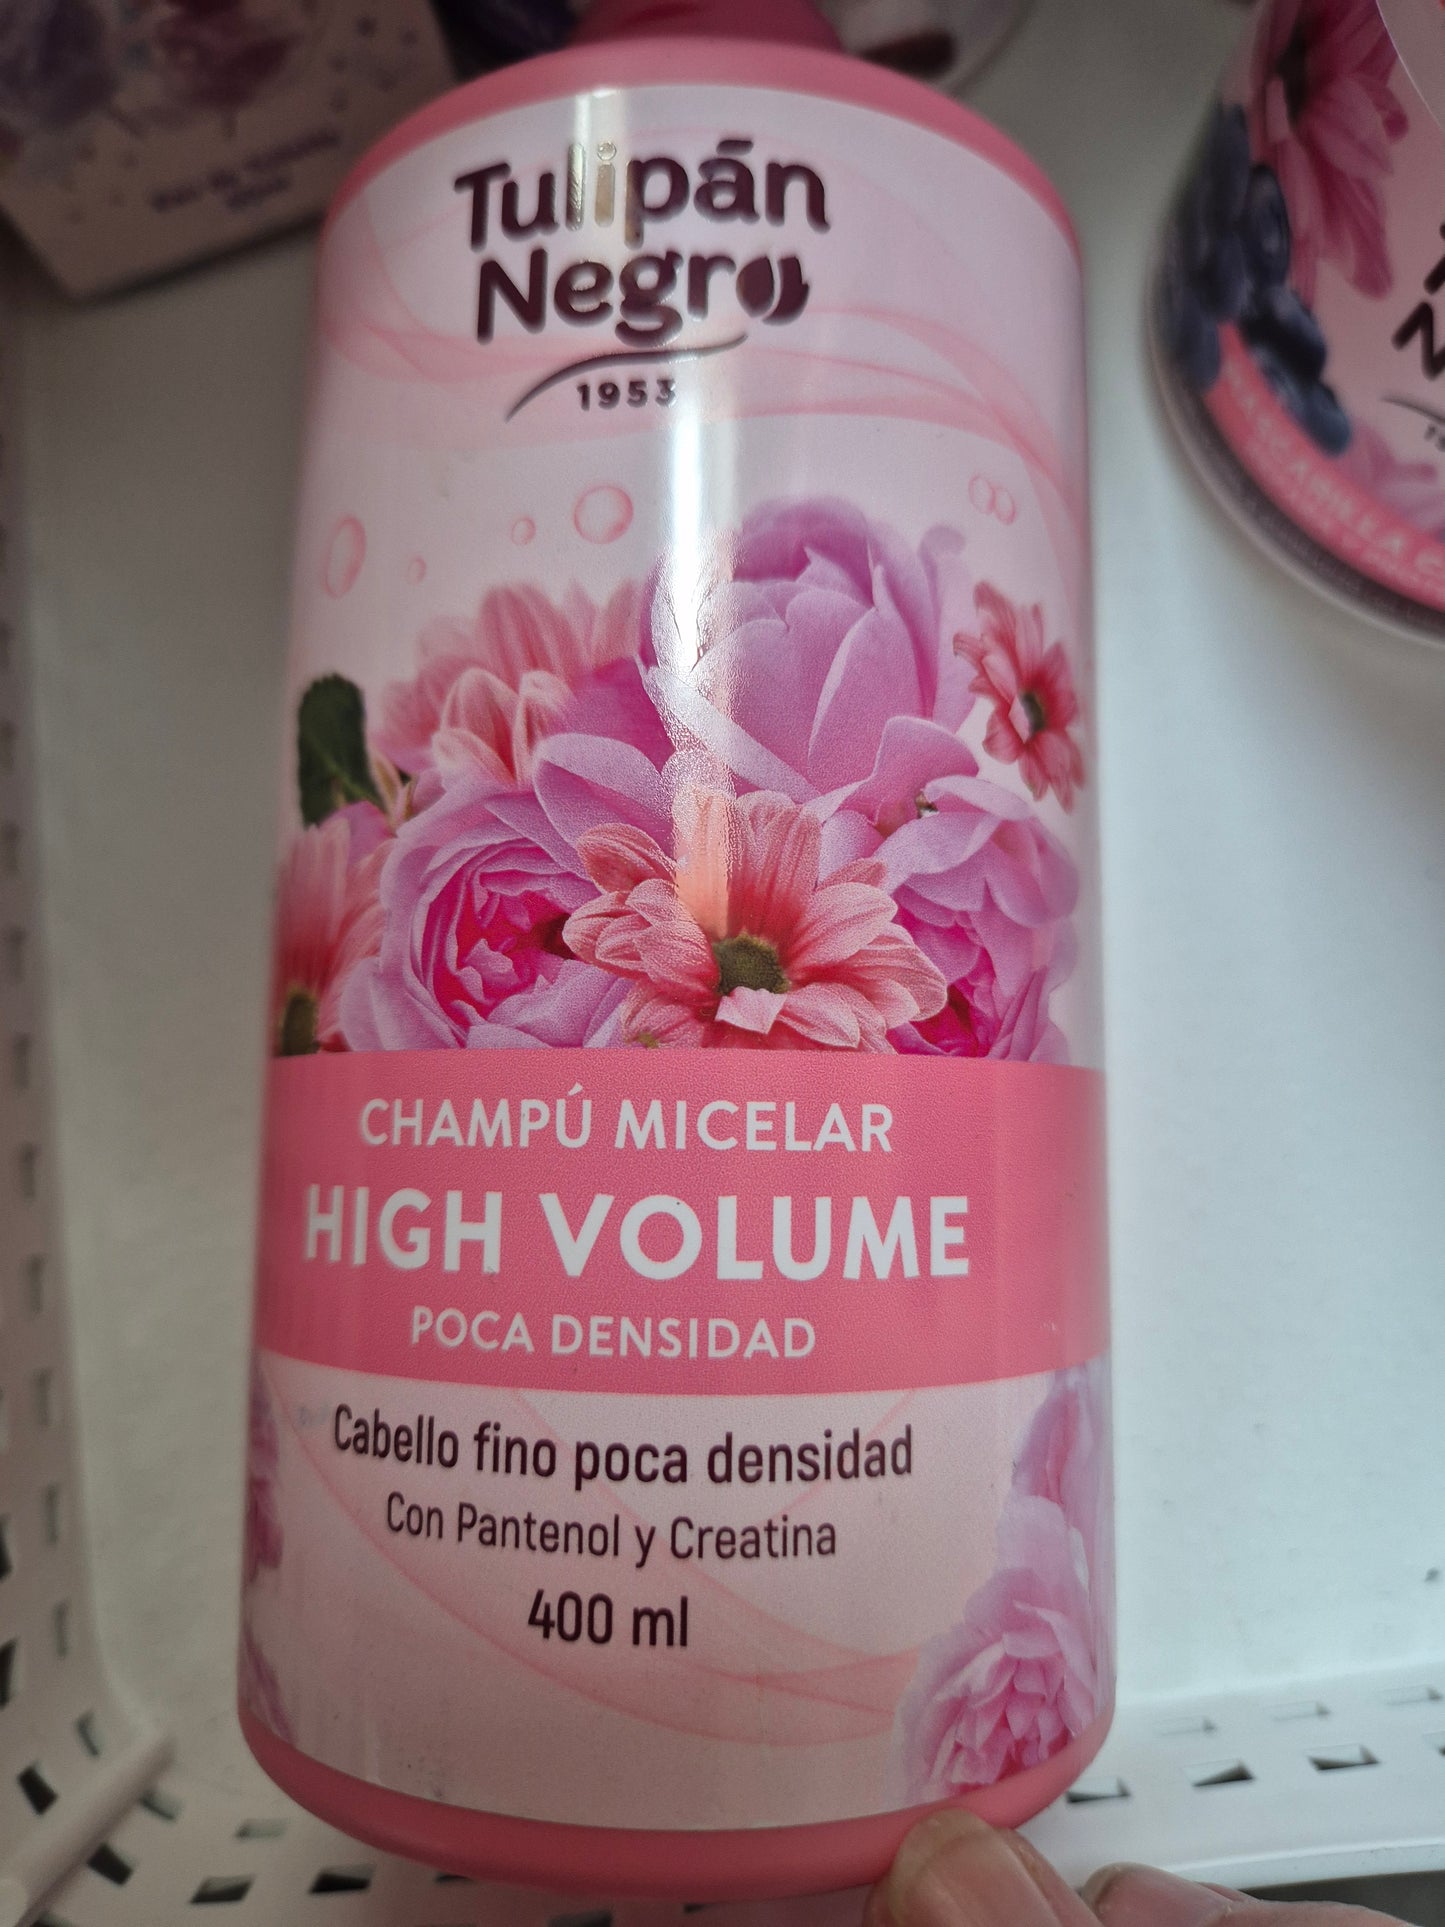 Tulipán
Negro
1953
CHAMPÚ MICELAR
HIGH VOLUME
POCA DENSIDAD
Cabello fino poca densidad
Con Pantenol y Creatina
400 ml